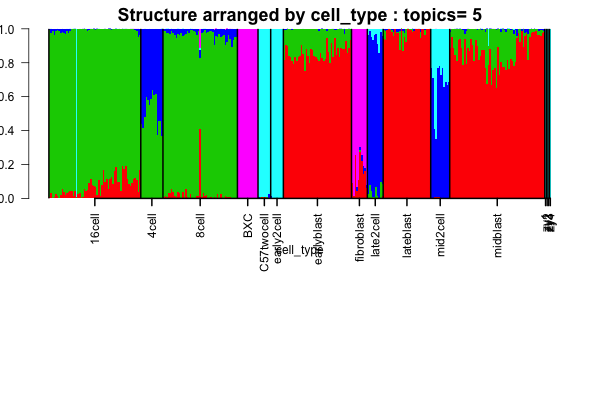 Structure arranged by cell_type : topics= 5
1.0
0.8
0.6
0.4
0.2
0.0
16cell
4cell
8cell
BXC
C57twocell
early2cell
earlyblast
fibroblast
late2cell
lateblast
mid2cell
midblast
cell_type